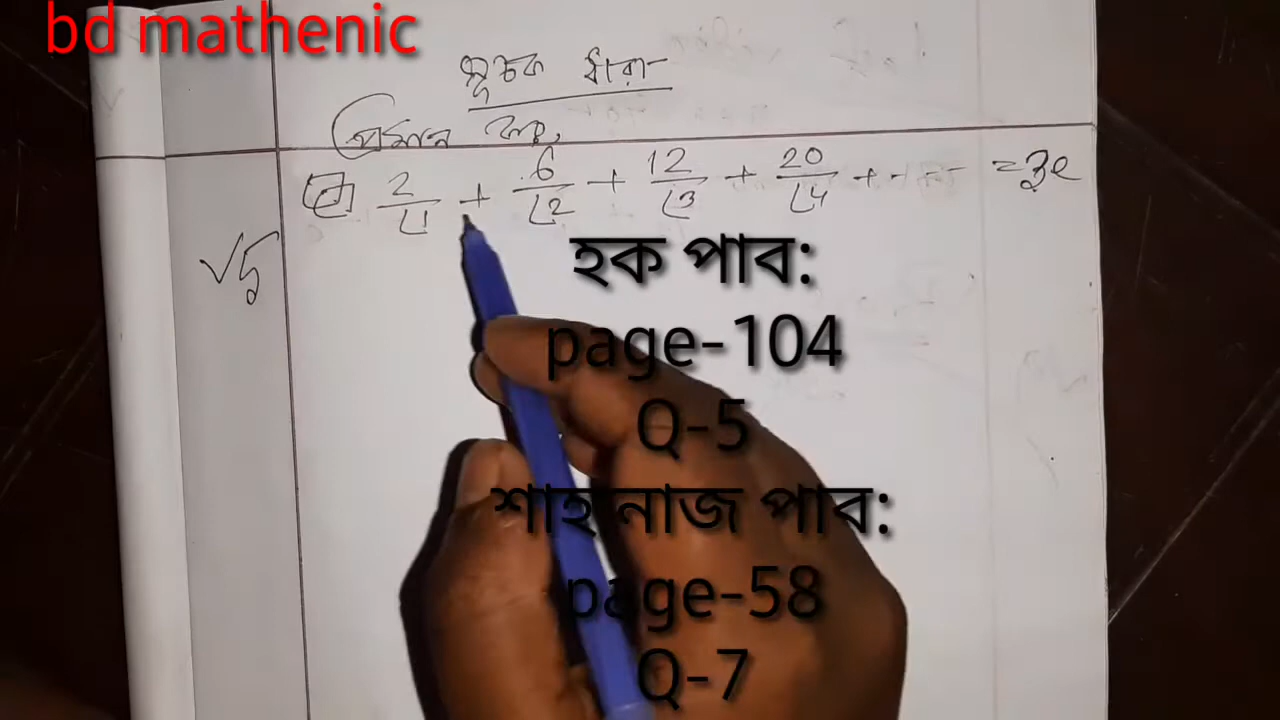 bd mathenic
সূচক ধারা
প্রমান কর,
2/⌊1 + 6/⌊2 + 12/⌊3 + 20/⌊4 + - - - = 3e
হক পাব:
page-104
Q-5
শাহনাজ পাব:
page-58
Q-7